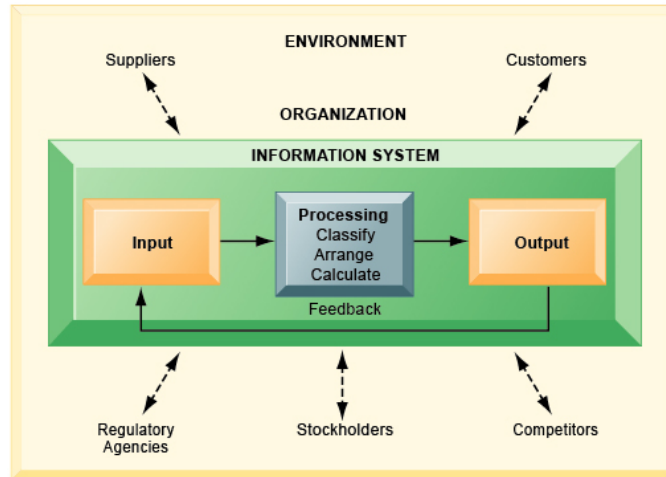 ENVIRONMENT
Suppliers
Customers
ORGANIZATION
INFORMATION SYSTEM
Input
Processing
Classify
Arrange
Calculate
Output
Feedback
Regulatory
Agencies
Stockholders
Competitors